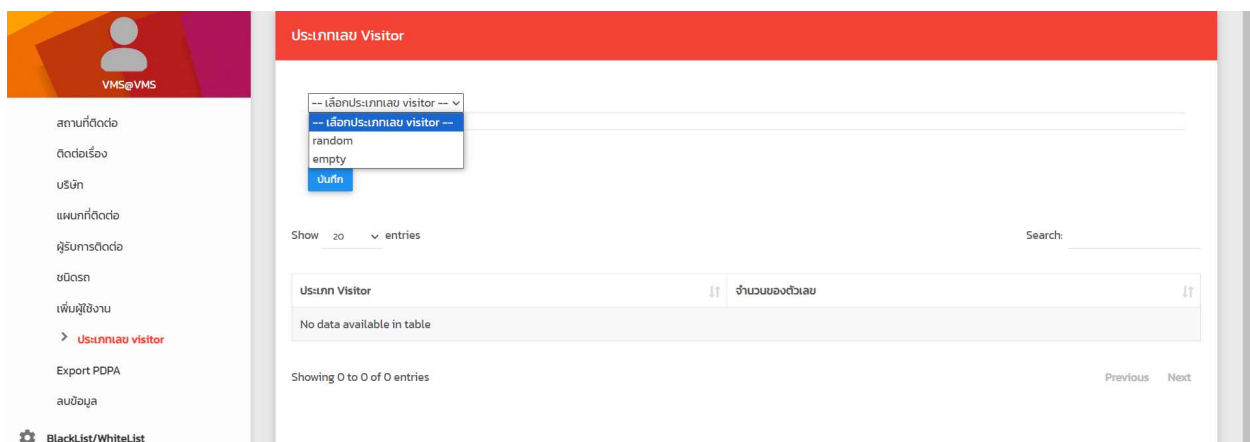 VMS@VMS
สถานที่ติดต่อ
ติดต่อเรื่อง
บริษัท
แผนกที่ติดต่อ
ผู้รับการติดต่อ
ชนิดรถ
เพิ่มผู้ใช้งาน
ประเภทเลข visitor
Export PDPA
ลบข้อมูล
BlackList/WhiteList
ประเภทเลข Visitor
-- เลือกประเภทเลข visitor --
-- เลือกประเภทเลข visitor --
random
empty
บันทึก
Show 20 entries
Search:
ประเภท Visitor จำนวนของตัวเลข
No data available in table
Showing 0 to 0 of 0 entries
Previous Next